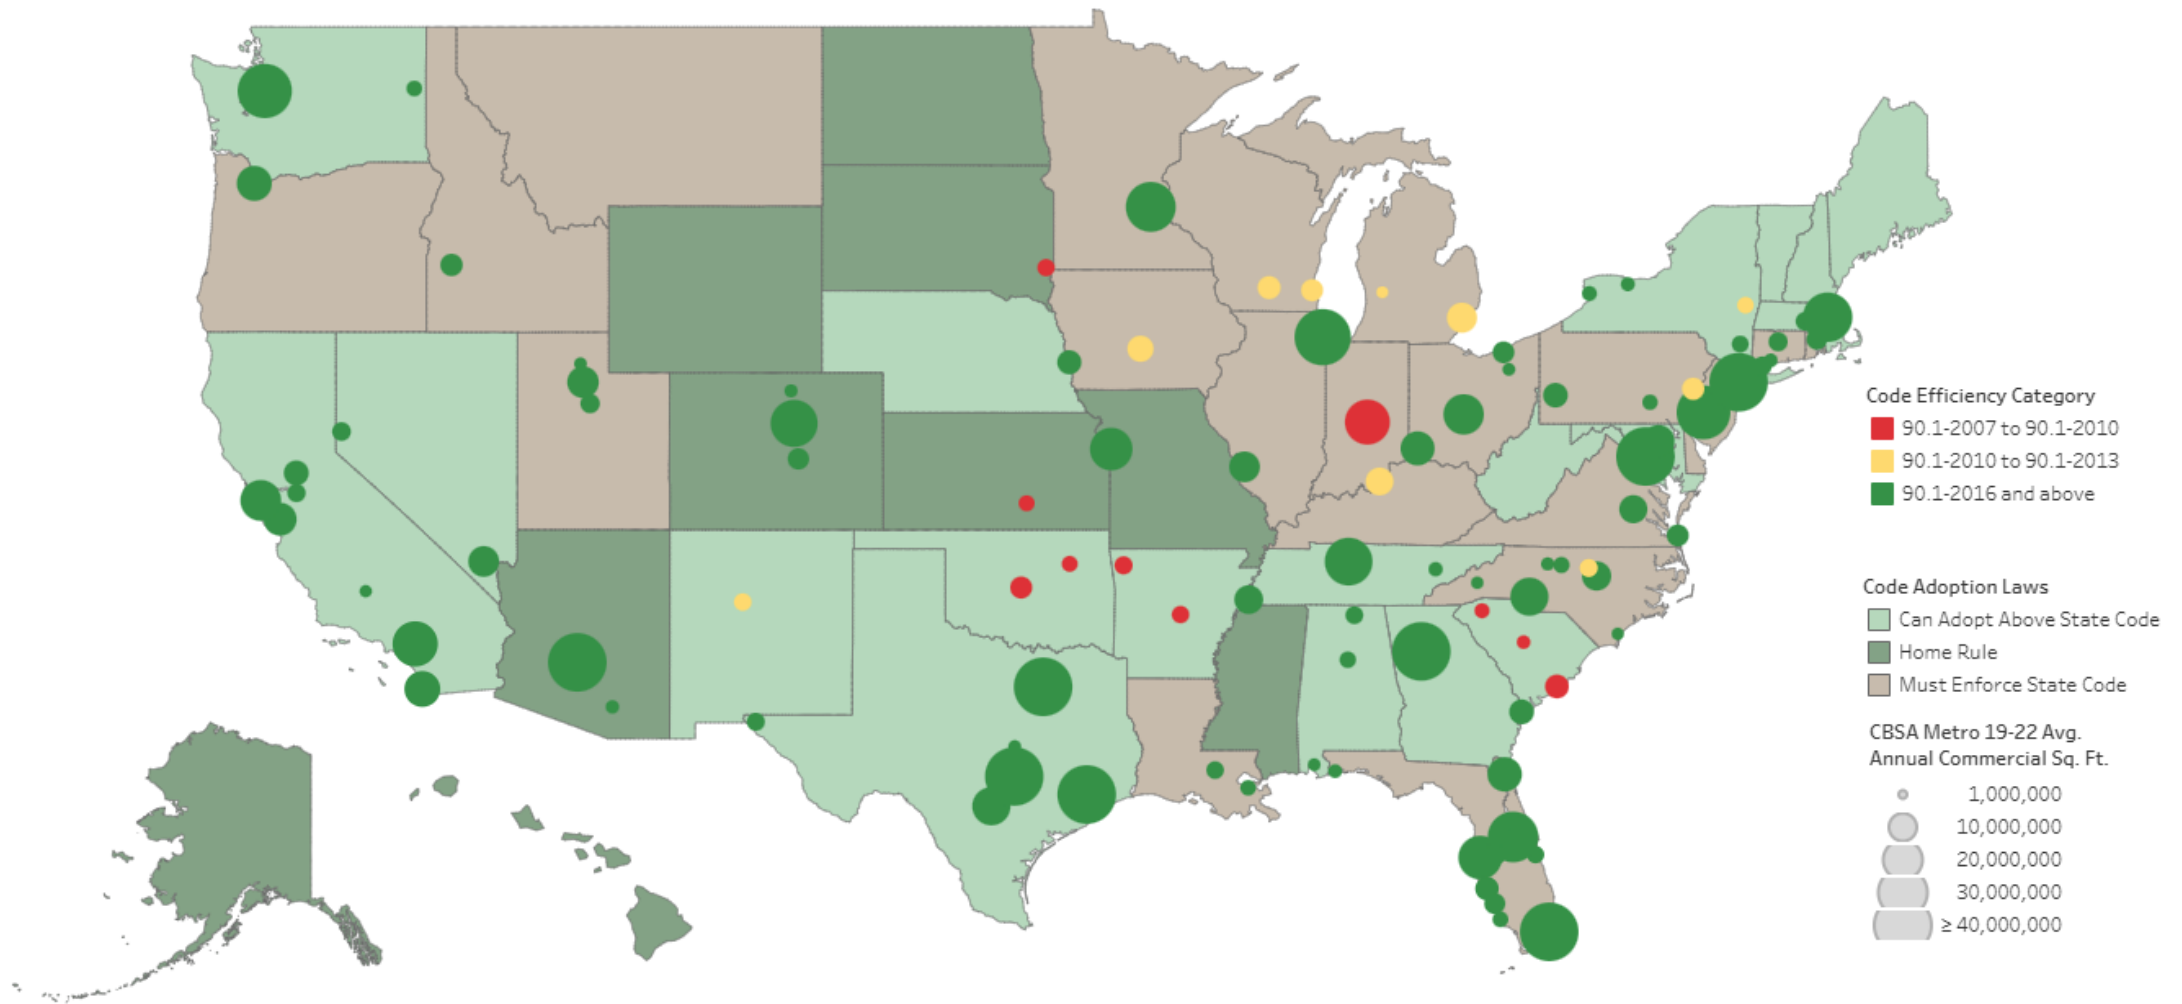 Code Efficiency Category
90.1-2007 to 90.1-2010
90.1-2010 to 90.1-2013
90.1-2016 and above
Code Adoption Laws
Can Adopt Above State Code
Home Rule
Must Enforce State Code
CBSA Metro 19-22 Avg.
Annual Commercial Sq. Ft.
1,000,000
10,000,000
20,000,000
30,000,000
≥ 40,000,000